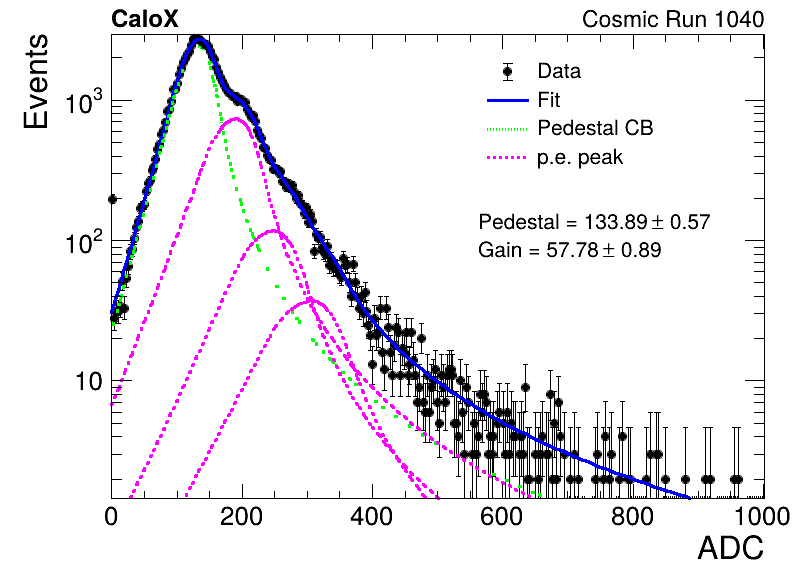 CaloX Cosmic Run 1040
Events
Data
Fit
Pedestal CB
p.e. peak
Pedestal = 133.89 ± 0.57
Gain = 57.78 ± 0.89
10³
10²
10
0 200 400 600 800 1000
ADC